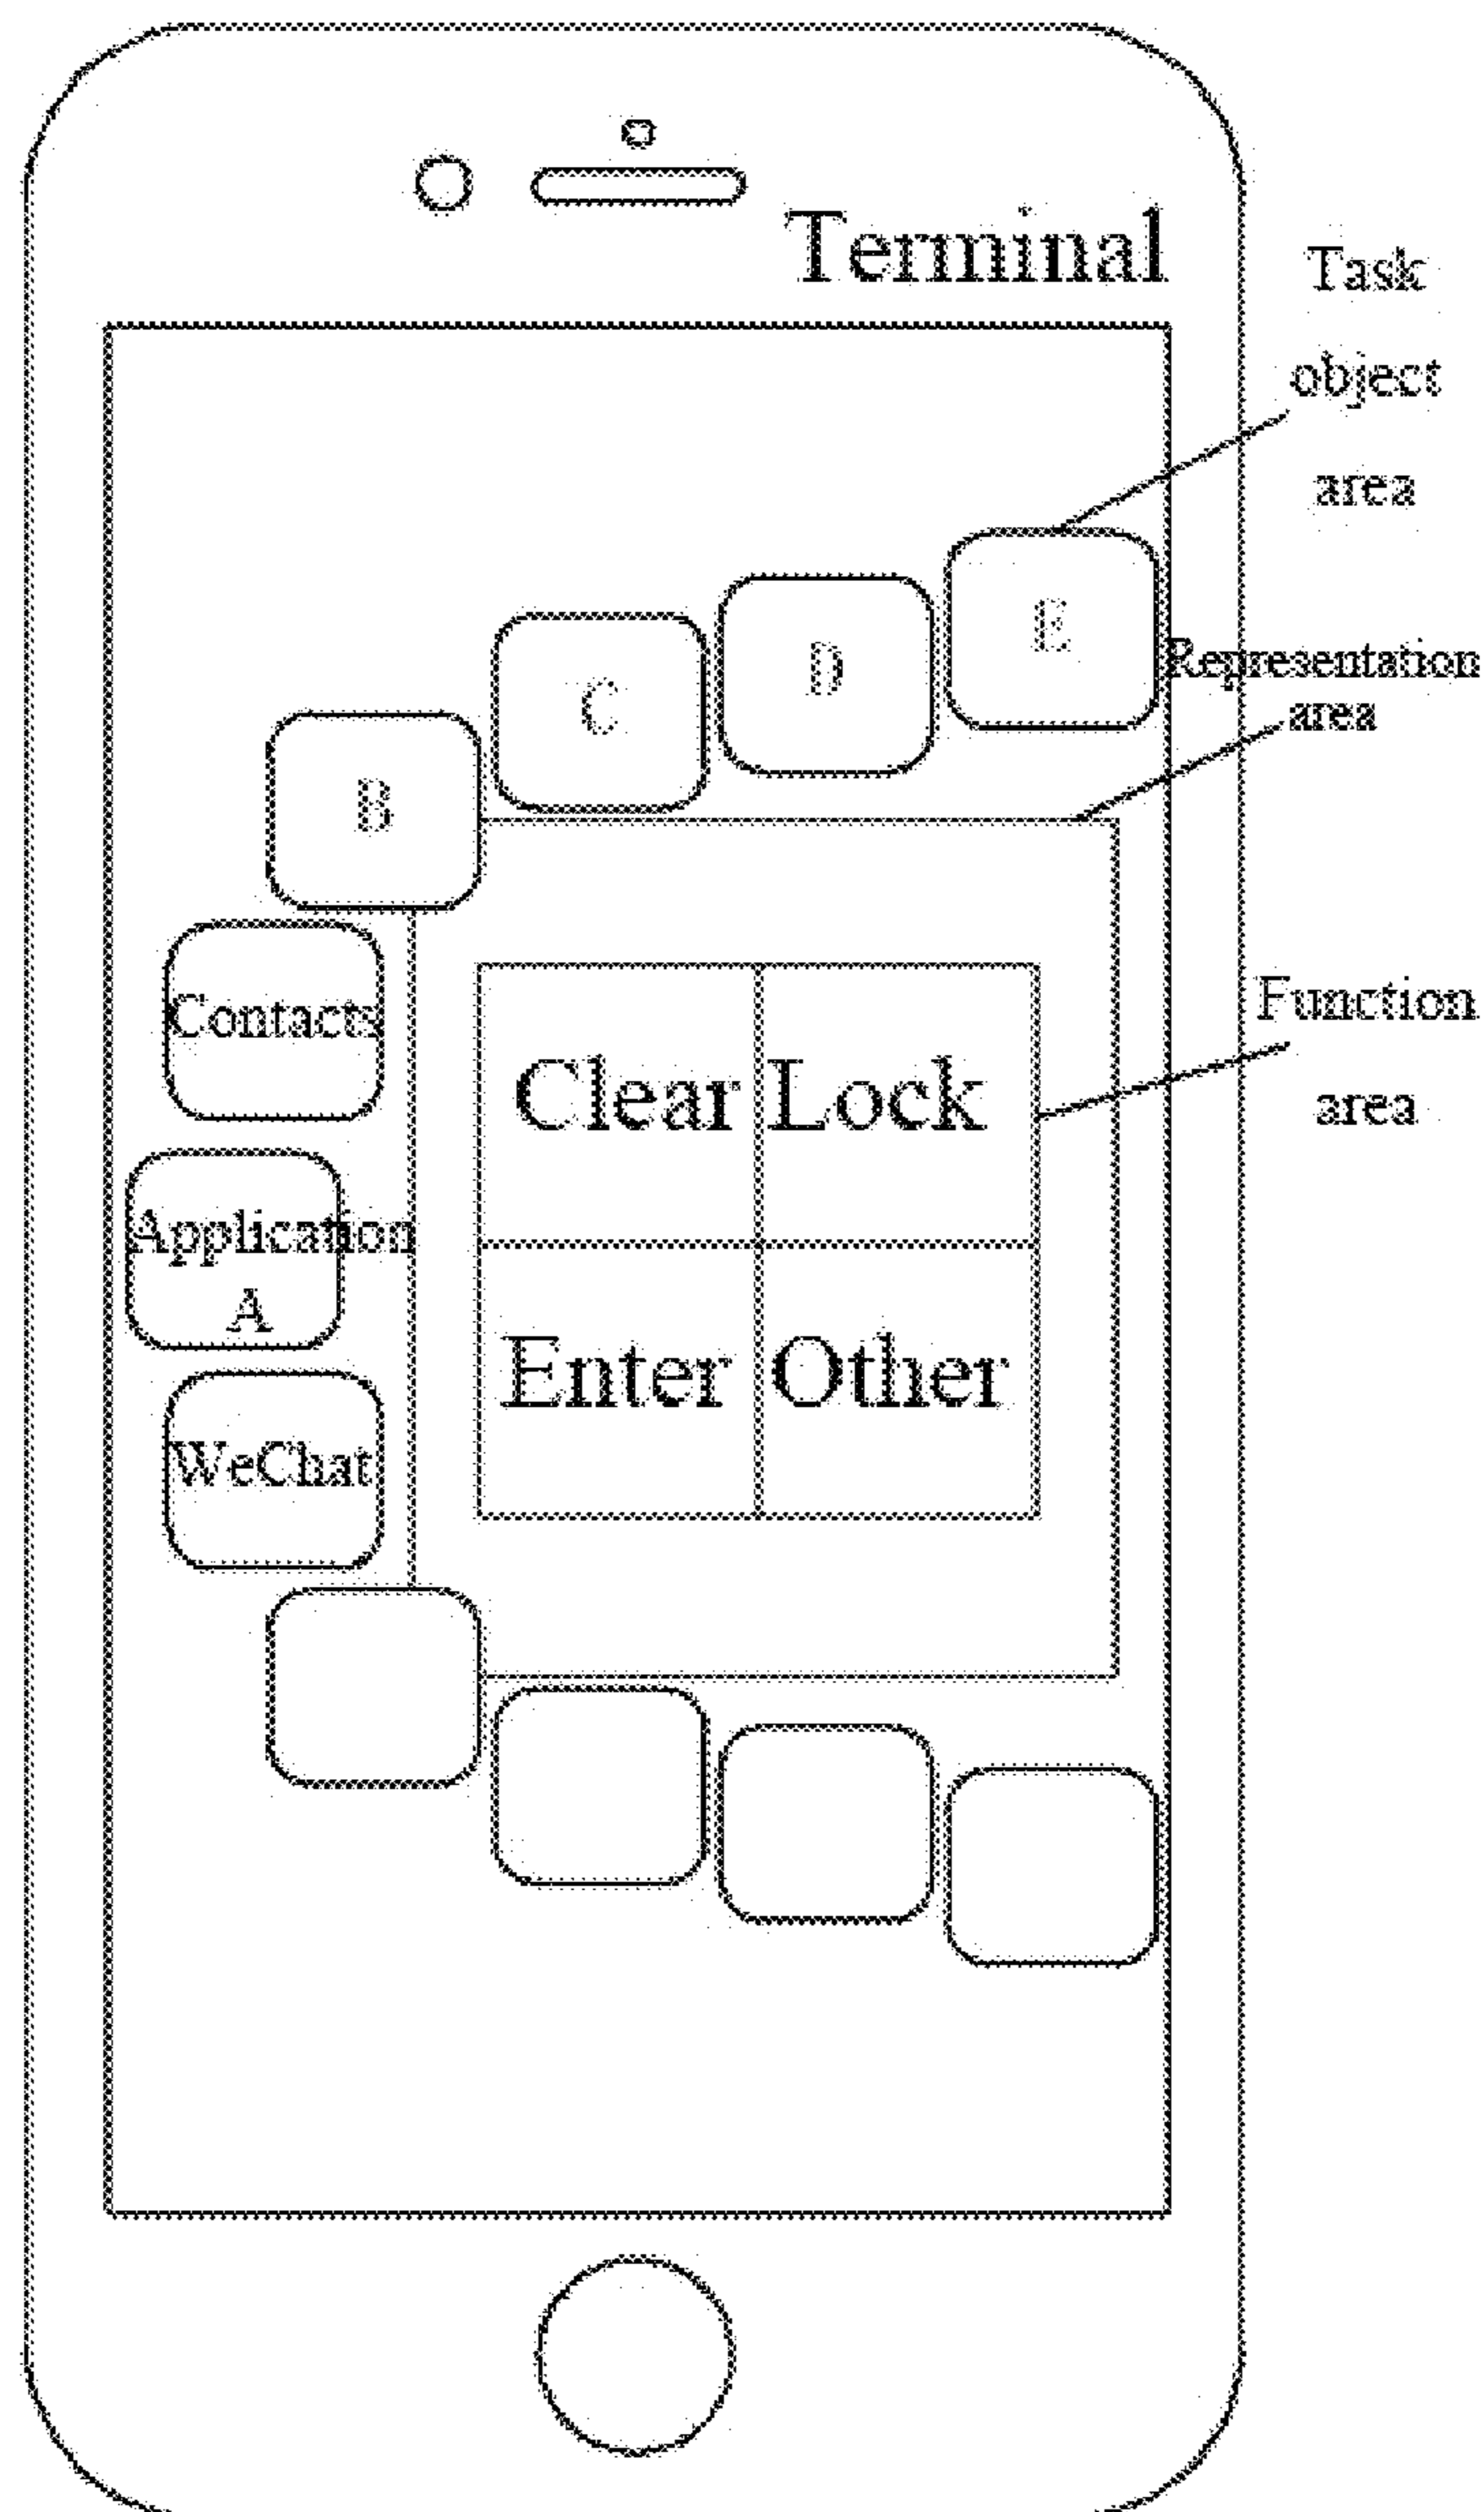 Terminal
Task
object
area
E
D
C
Representation
area
B
Contacts
Function
area
Clear Lock
Application
A
Enter Other
WeChat